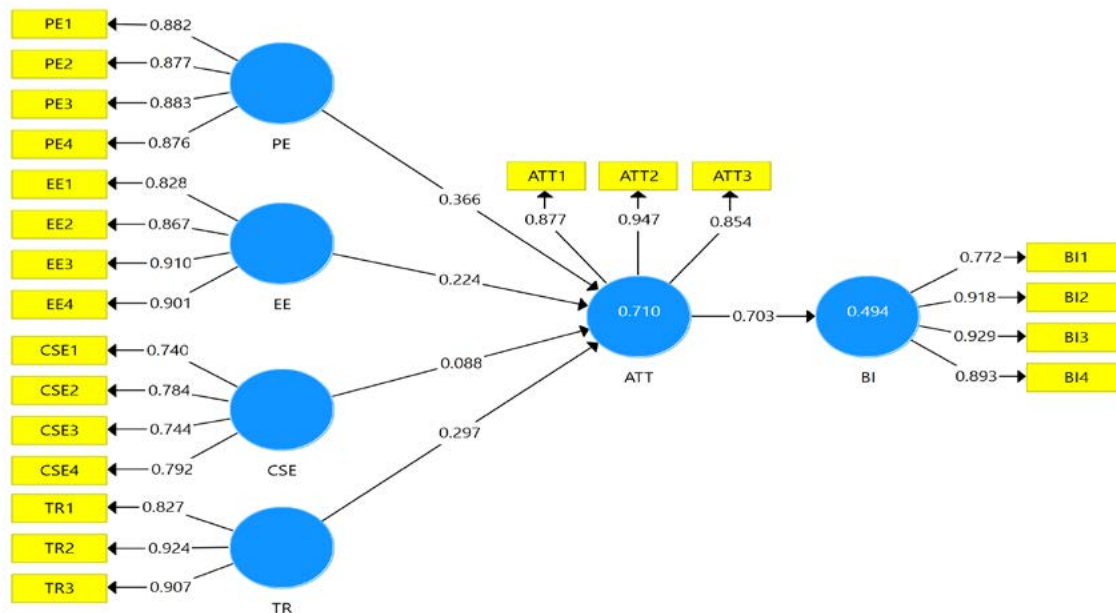 PE1
0.882
PE2
0.877
PE3
0.883
PE4
0.876
PE
EE1
0.828
EE2
0.867
EE3
0.910
EE4
0.901
EE
CSE1
0.740
CSE2
0.784
CSE3
0.744
CSE4
0.792
CSE
TR1
0.827
TR2
0.924
TR3
0.907
TR
0.366
0.224
0.088
0.297
ATT1
ATT2
ATT3
0.877
0.947
0.854
0.710
ATT
0.703
0.494
BI
0.772
BI1
0.918
BI2
0.929
BI3
0.893
BI4